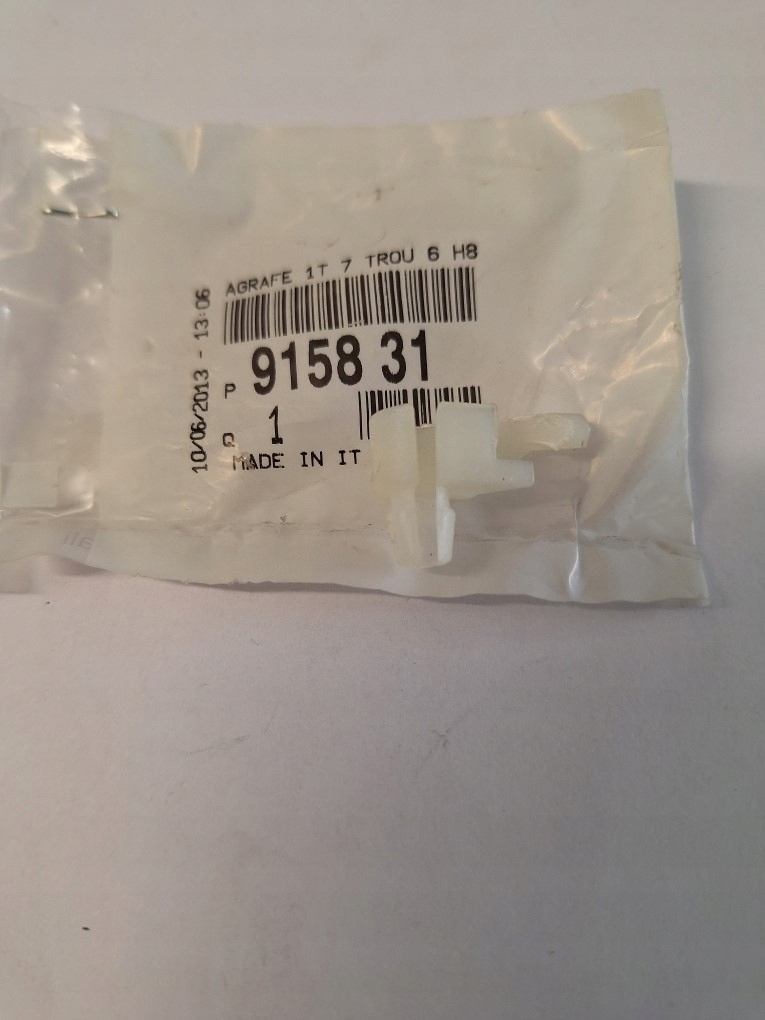 AGRAFE 1T 7 TROU 6 H8
10/06/2013 - 13:06
P 9158 31
Q 1
MADE IN IT